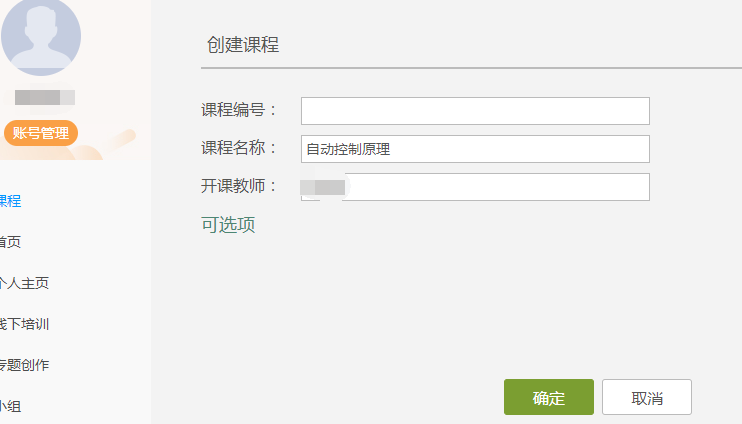 创建课程
账号管理
课程编号：
课程名称：
自动控制原理
开课教师：
可选项
课程
首页
个人主页
线下培训
专题创作
小组
确定
取消